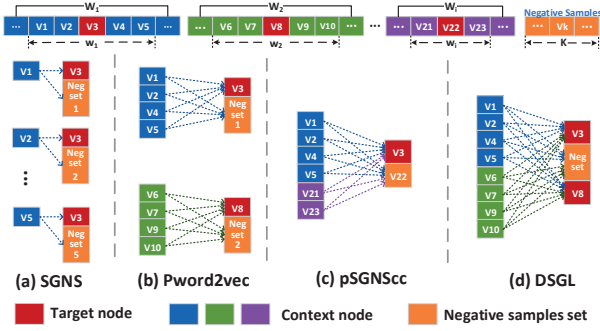 W1 W2 Wi Negative Samples
... V1 V2 V3 V4 V5 ... ... V6 V7 V8 V9 V10 ... ... ... V21 V22 V23 ... ... Vk ...
w1 w2 wi K
V1 V3 Neg set 1
V2 V3 Neg set 2
...
V5 V3 Neg set 5
V1 V2 V4 V5 V3 Neg set 1
V6 V7 V9 V10 V8 Neg set 2
V1 V2 V4 V5 V21 V23 V3 V22
V1 V2 V4 V5 V6 V7 V9 V10 V3 Neg set V8
(a) SGNS (b) Pword2vec (c) pSGNScc (d) DSGL
Target node Context node Negative samples set